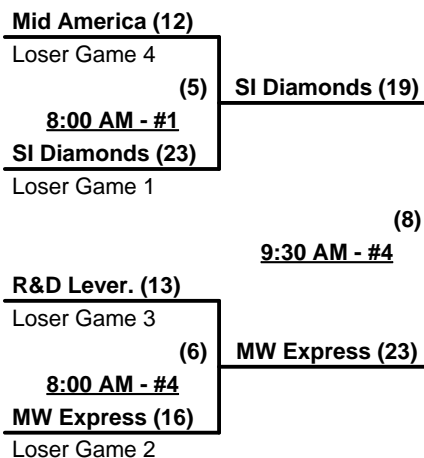 Mid America (12)
Loser Game 4
(5)
SI Diamonds (19)
8:00 AM - #1
SI Diamonds (23)
Loser Game 1
(8)
9:30 AM - #4
R&D Lever. (13)
Loser Game 3
(6)
MW Express (23)
8:00 AM - #4
MW Express (16)
Loser Game 2